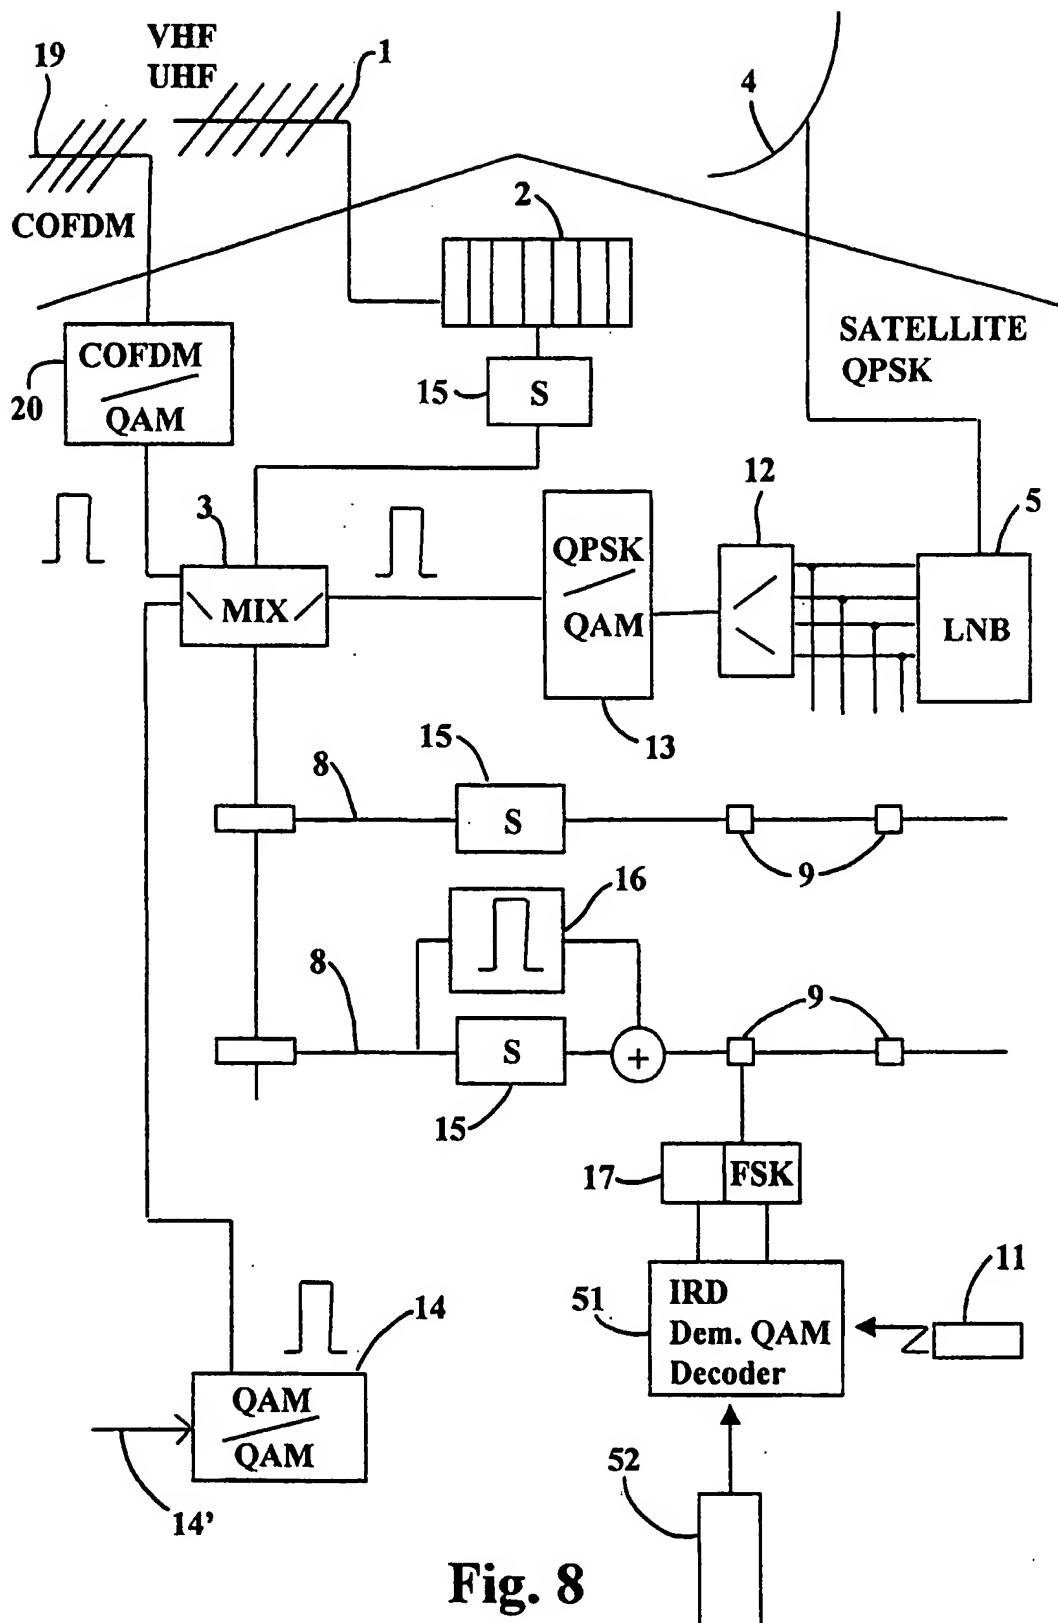 VHF
UHF
19
1
4
COFDM
2
SATELLITE
QPSK
COFDM
QAM
20
15
S
12
5
3
MIX
QPSK
QAM
LNB
13
15
8
S
9
16
8
9
S
+
15
17
FSK
11
51
IRD
Dem. QAM
Decoder
14
QAM
QAM
14’
52
Fig. 8